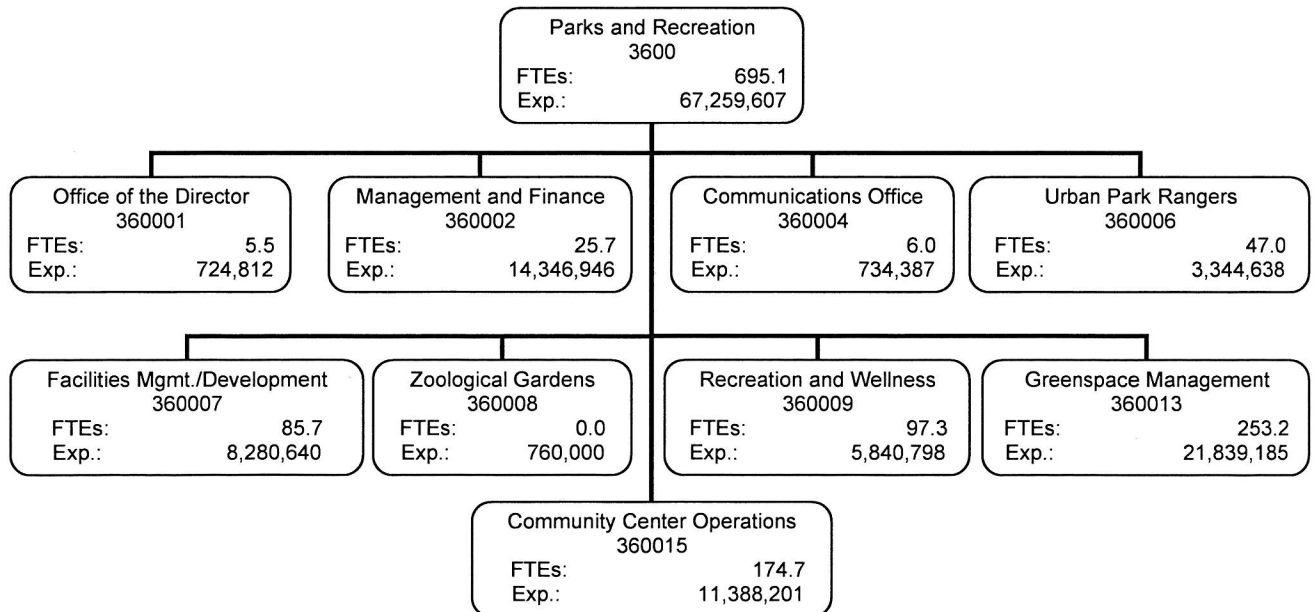 Parks and Recreation
3600
FTEs: 695.1
Exp.: 67,259,607
Office of the Director
360001
FTEs: 5.5
Exp.: 724,812
Management and Finance
360002
FTEs: 25.7
Exp.: 14,346,946
Communications Office
360004
FTEs: 6.0
Exp.: 734,387
Urban Park Rangers
360006
FTEs: 47.0
Exp.: 3,344,638
Facilities Mgmt./Development
360007
FTEs: 85.7
Exp.: 8,280,640
Zoological Gardens
360008
FTEs: 0.0
Exp.: 760,000
Recreation and Wellness
360009
FTEs: 97.3
Exp.: 5,840,798
Greenspace Management
360013
FTEs: 253.2
Exp.: 21,839,185
Community Center Operations
360015
FTEs: 174.7
Exp.: 11,388,201